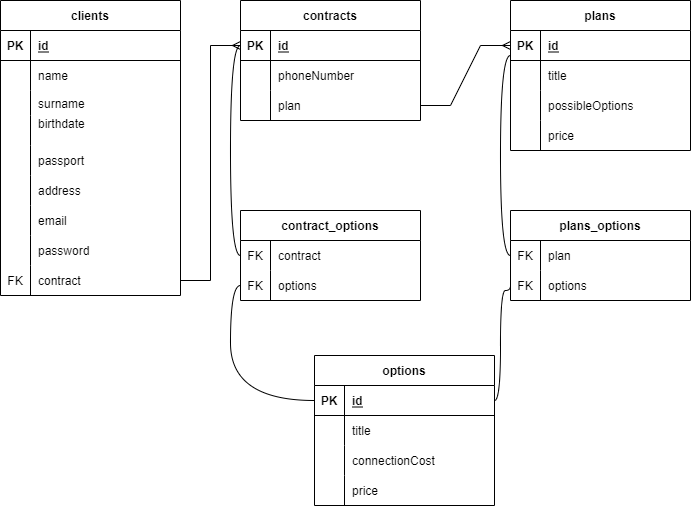 clients
PK id
name
surname
birthdate
passport
address
email
password
FK contract
contracts
PK id
phoneNumber
plan
plans
PK id
title
possibleOptions
price
contract_options
FK contract
FK options
plans_options
FK plan
FK options
options
PK id
title
connectionCost
price